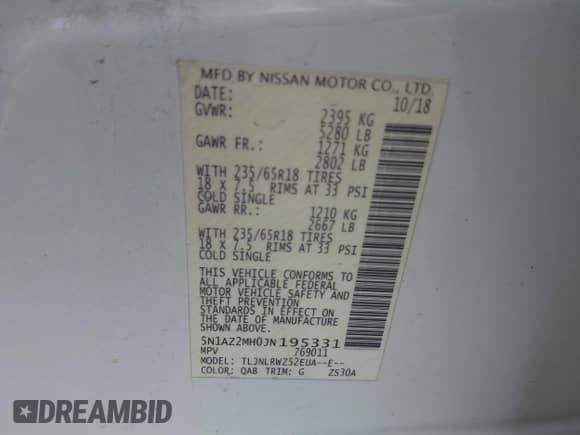 MFD BY NISSAN MOTOR CO., LTD.
DATE: 10/18
GVWR: 2395 KG
5280 LB
GAWR FR.: 1271 KG
2802 LB
WITH 235/65R18 TIRES
18 X 7.5 RIMS AT 33 PSI
COLD SINGLE
GAWR RR.: 1210 KG
2667 LB
WITH 235/65R18 TIRES
18 X 7.5 RIMS AT 33 PSI
COLD SINGLE
THIS VEHICLE CONFORMS TO
ALL APPLICABLE FEDERAL
MOTOR VEHICLE SAFETY AND
THEFT PREVENTION
STANDARDS IN EFFECT ON
THE DATE OF MANUFACTURE
SHOWN ABOVE.
5N1AZ2MH0JN195331
MPV 769011
MODEL: TLJNLRWZ52EUA--E--
COLOR: QAB TRIM: G ZS30A
DREAMBID